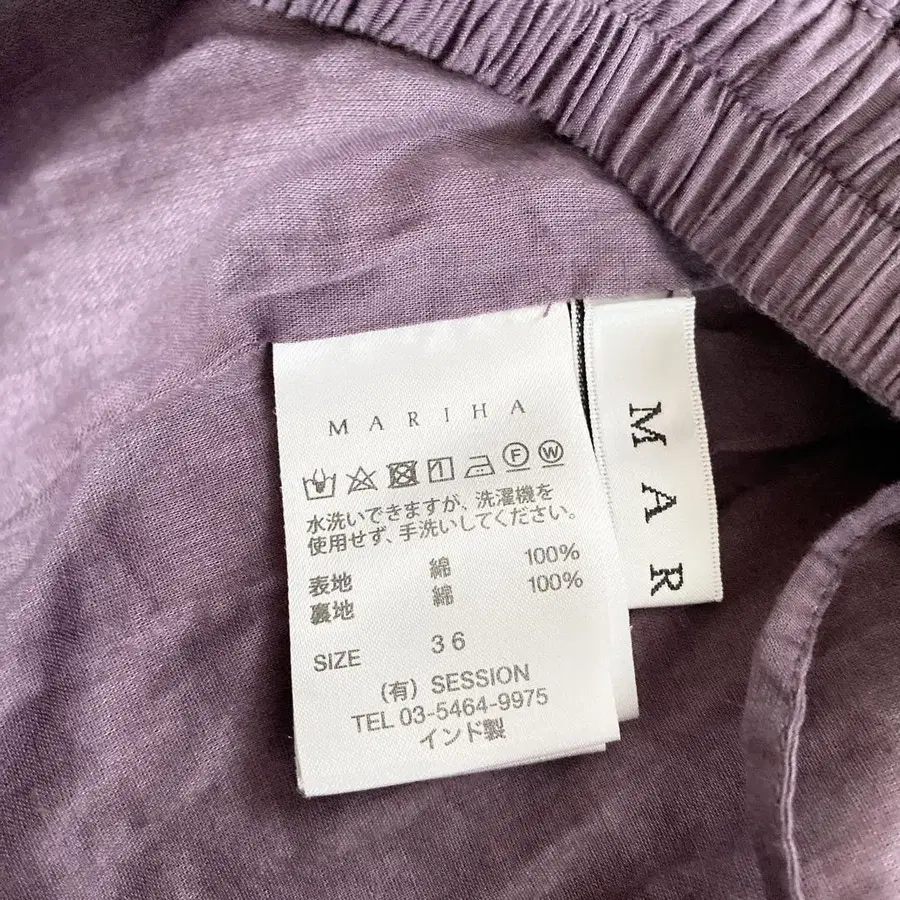 MARIHA
水洗いできますが、洗濯機を
使用せず、手洗いしてください。
表地 綿 100%
裏地 綿 100%
SIZE 36
(有) SESSION
TEL 03-5464-9975
インド製
MAR